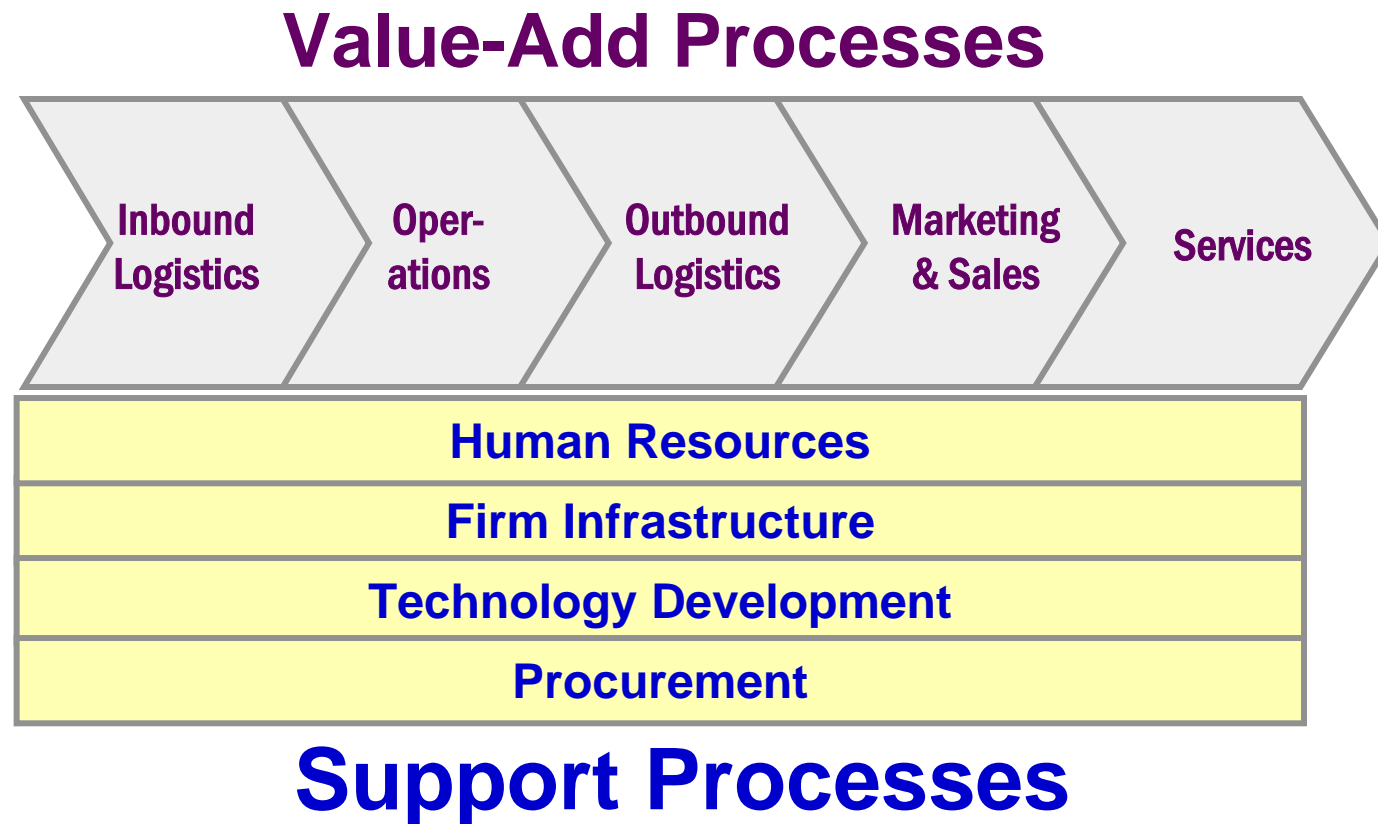 Value-Add Processes
Inbound
Logistics
Oper-
ations
Outbound
Logistics
Marketing
& Sales
Services
Human Resources
Firm Infrastructure
Technology Development
Procurement
Support Processes